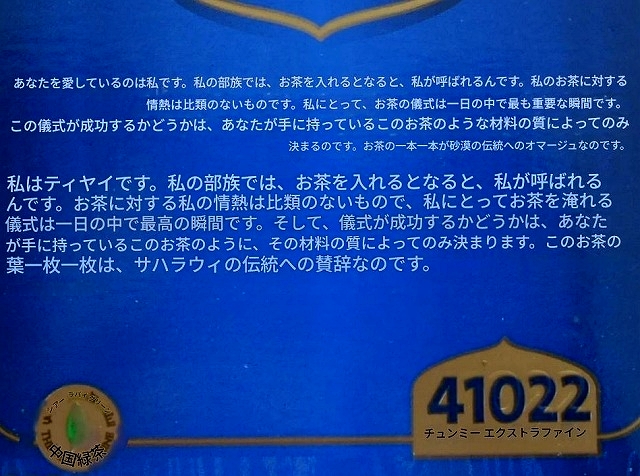 あなたを愛しているのは私です。私の部族では、お茶を入れるとなると、私が呼ばれるんです。私のお茶に対する
情熱は比類のないものです。私にとって、お茶の儀式は一日の中で最も重要な瞬間です。
この儀式が成功するかどうかは、あなたが手に持っているこのお茶のような材料の質によってのみ
決まるのです。お茶の一本一本が砂漠の伝統へのオマージュなのです。
私はティヤイです。私の部族では、お茶を入れるとなると、私が呼ばれる
んです。お茶に対する私の情熱は比類のないもので、私にとってお茶を淹れる
儀式は一日の中で最高の瞬間です。そして、儀式が成功するかどうかは、あなた
が手に持っているこのお茶のように、その材料の質によってのみ決まります。このお茶の
葉一枚一枚は、サハラウィの伝統への賛辞なのです。
41022
チュンミー エクストラファイン
中国緑茶